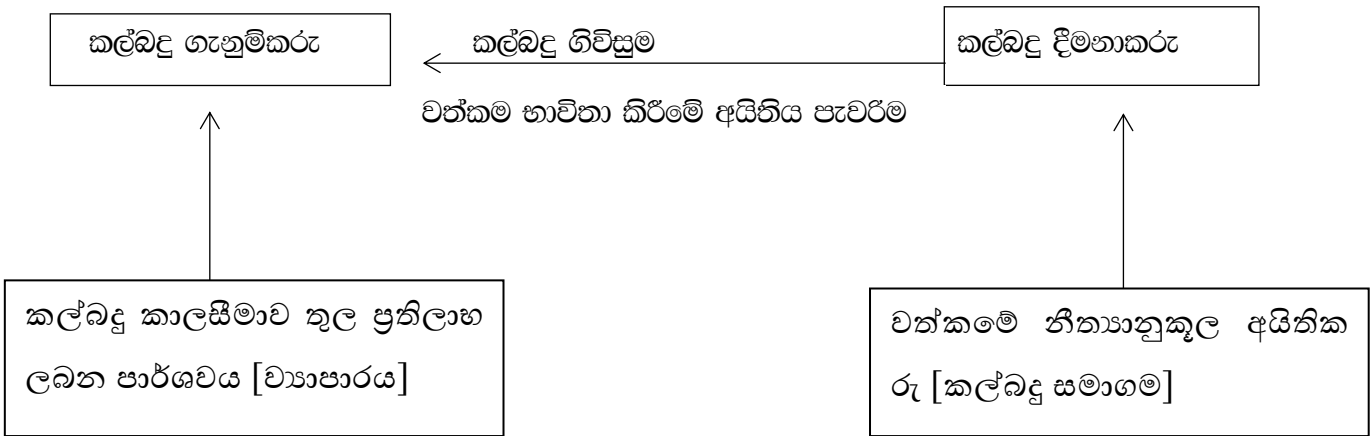 කල්බදු ගැනුම්කරු
කල්බදු ගිවිසුම
කල්බදු දීමනාකරු
වත්කම භාවිතා කිරීමේ අයිතිය පැවරිම
කල්බදු කාලසීමාව තුල ප්‍රතිලාභ
ලබන පාර්ශවය [ව්‍යාපාරය]
වත්කමේ නීත්‍යානුකූල අයිතික
රු [කල්බදු සමාගම]